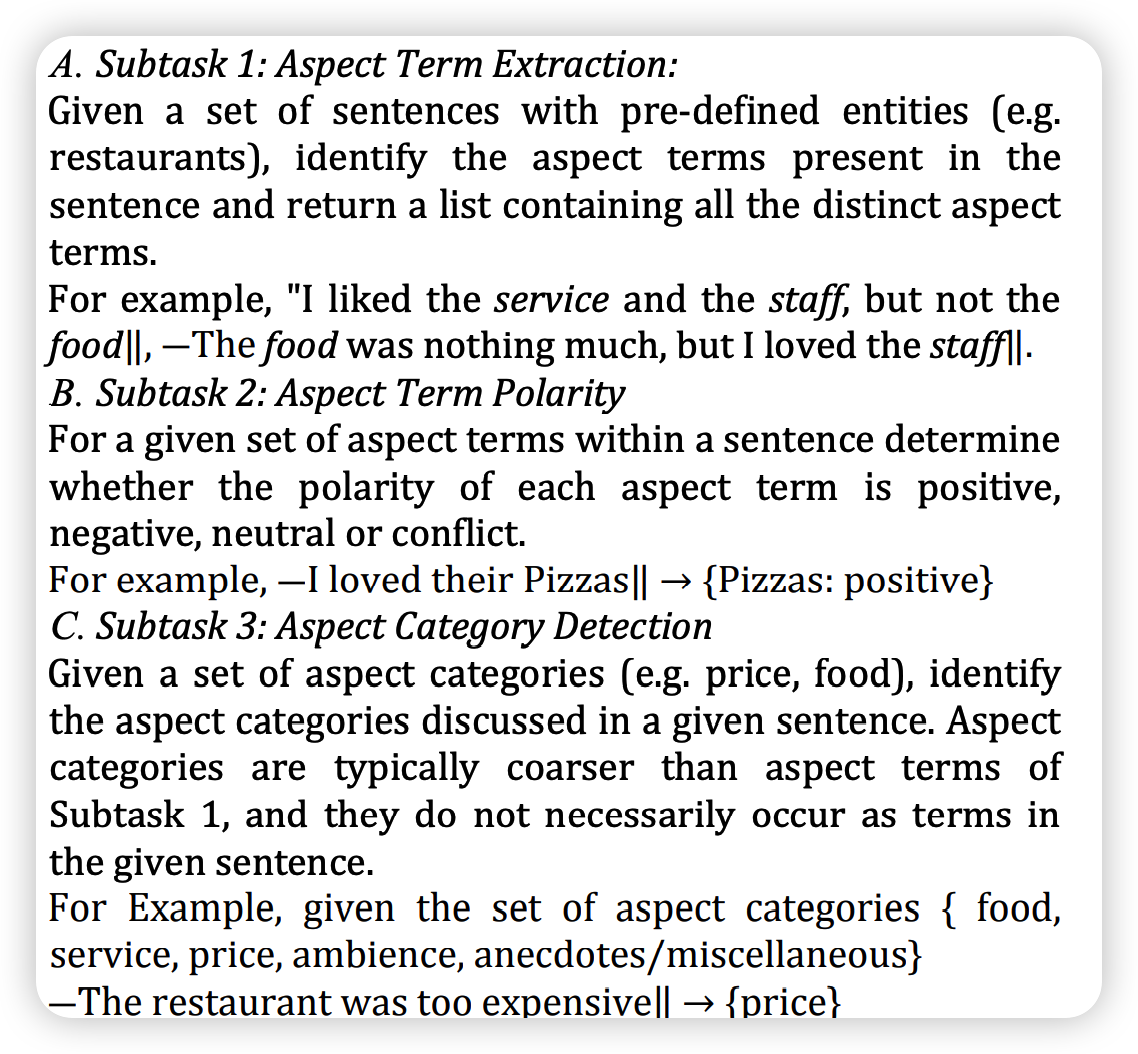 A. Subtask 1: Aspect Term Extraction:
Given a set of sentences with pre-defined entities (e.g.
restaurants), identify the aspect terms present in the
sentence and return a list containing all the distinct aspect
terms.
For example, "I liked the service and the staff, but not the
food‖, ―The food was nothing much, but I loved the staff‖.
B. Subtask 2: Aspect Term Polarity
For a given set of aspect terms within a sentence determine
whether the polarity of each aspect term is positive,
negative, neutral or conflict.
For example, ―I loved their Pizzas‖ → {Pizzas: positive}
C. Subtask 3: Aspect Category Detection
Given a set of aspect categories (e.g. price, food), identify
the aspect categories discussed in a given sentence. Aspect
categories are typically coarser than aspect terms of
Subtask 1, and they do not necessarily occur as terms in
the given sentence.
For Example, given the set of aspect categories { food,
service, price, ambience, anecdotes/miscellaneous}
―The restaurant was too expensive‖ → {price}